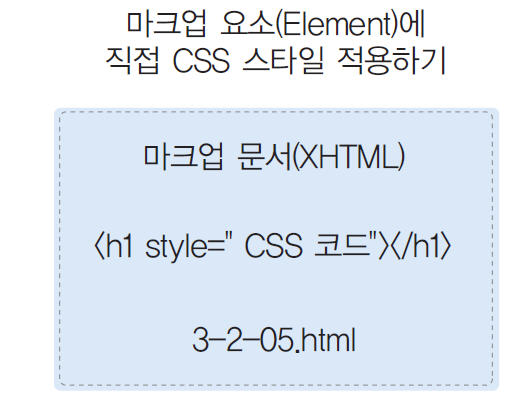 마크업 요소(Element)에
직접 CSS 스타일 적용하기
마크업 문서(XHTML)
<h1 style=" CSS 코드"></h1>
3-2-05.html